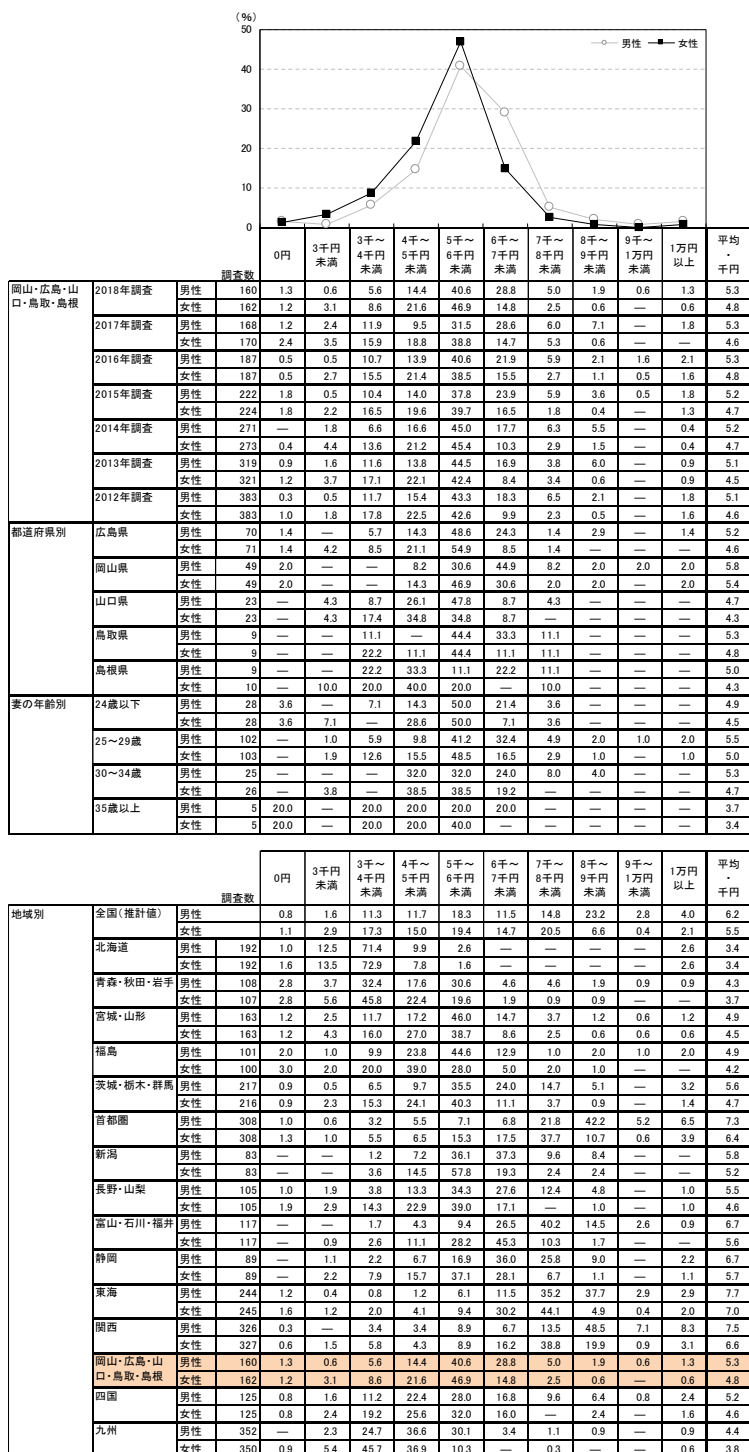 (%)
50
40
30
20
10
0
男性 女性
調査数 0円 3千円未満 3千～4千円未満 4千～5千円未満 5千～6千円未満 6千～7千円未満 7千～8千円未満 8千～9千円未満 9千～1万円未満 1万円以上 平均・千円
岡山・広島・山口・鳥取・島根 2018年調査 男性 160 1.3 0.6 5.6 14.4 40.6 28.8 5.0 1.9 0.6 1.3 5.3
女性 162 1.2 3.1 8.6 21.6 46.9 14.8 2.5 0.6 — 0.6 4.8
2017年調査 男性 168 1.2 2.4 11.9 9.5 31.5 28.6 6.0 7.1 — 1.8 5.3
女性 170 2.4 3.5 15.9 18.8 38.8 14.7 5.3 0.6 — — 4.6
2016年調査 男性 187 0.5 0.5 10.7 13.9 40.6 21.9 5.9 2.1 1.6 2.1 5.3
女性 187 0.5 2.7 15.5 21.4 38.5 15.5 2.7 1.1 0.5 1.6 4.8
2015年調査 男性 222 1.8 0.5 10.4 14.0 37.8 23.9 5.9 3.6 0.5 1.8 5.2
女性 224 1.8 2.2 16.5 19.6 39.7 16.5 1.8 0.4 — 1.3 4.7
2014年調査 男性 271 — 1.8 6.6 16.6 45.0 17.7 6.3 5.5 — 0.4 5.2
女性 273 0.4 4.4 13.6 21.2 45.4 10.3 2.9 1.5 — 0.4 4.7
2013年調査 男性 319 0.9 1.6 11.6 13.8 44.5 16.9 3.8 6.0 — 0.9 5.1
女性 321 1.2 3.7 17.1 22.1 42.4 8.4 3.4 0.6 — 0.9 4.5
2012年調査 男性 383 0.3 0.5 11.7 15.4 43.3 18.3 6.5 2.1 — 1.8 5.1
女性 383 1.0 1.8 17.8 22.5 42.6 9.9 2.3 0.5 — 1.6 4.6
都道府県別 広島県 男性 70 1.4 — 5.7 14.3 48.6 24.3 1.4 2.9 — 1.4 5.2
女性 71 1.4 4.2 8.5 21.1 54.9 8.5 1.4 — — — 4.6
岡山県 男性 49 2.0 — — 8.2 30.6 44.9 8.2 2.0 2.0 2.0 5.8
女性 49 2.0 — — 14.3 46.9 30.6 2.0 2.0 — 2.0 5.4
山口県 男性 23 — 4.3 8.7 26.1 47.8 8.7 4.3 — — — 4.7
女性 23 — 4.3 17.4 34.8 34.8 8.7 — — — — 4.3
鳥取県 男性 9 — — 11.1 — 44.4 33.3 11.1 — — — 5.3
女性 9 — — 22.2 11.1 44.4 11.1 11.1 — — — 4.8
島根県 男性 9 — — 22.2 33.3 11.1 22.2 11.1 — — — 5.0
女性 10 — 10.0 20.0 40.0 20.0 — 10.0 — — — 4.3
妻の年齢別 24歳以下 男性 28 3.6 — 7.1 14.3 50.0 21.4 3.6 — — — 4.9
女性 28 3.6 7.1 — 28.6 50.0 7.1 3.6 — — — 4.5
25～29歳 男性 102 — 1.0 5.9 9.8 41.2 32.4 4.9 2.0 1.0 2.0 5.5
女性 103 — 1.9 12.6 15.5 48.5 16.5 2.9 1.0 — 1.0 5.0
30～34歳 男性 25 — — — 32.0 32.0 24.0 8.0 4.0 — — 5.3
女性 26 — 3.8 — 38.5 38.5 19.2 — — — — 4.7
35歳以上 男性 5 20.0 — 20.0 20.0 20.0 20.0 — — — — 3.7
女性 5 20.0 — 20.0 20.0 40.0 — — — — — 3.4
調査数 0円 3千円未満 3千～4千円未満 4千～5千円未満 5千～6千円未満 6千～7千円未満 7千～8千円未満 8千～9千円未満 9千～1万円未満 1万円以上 平均・千円
地域別 全国(推計値) 男性 0.8 1.6 11.3 11.7 18.3 11.5 14.8 23.2 2.8 4.0 6.2
女性 1.1 2.9 17.3 15.0 19.4 14.7 20.5 6.6 0.4 2.1 5.5
北海道 男性 192 1.0 12.5 71.4 9.9 2.6 — — — — 2.6 3.4
女性 192 1.6 13.5 72.9 7.8 1.6 — — — — 2.6 3.4
青森・秋田・岩手 男性 108 2.8 3.7 32.4 17.6 30.6 4.6 4.6 1.9 0.9 0.9 4.3
女性 107 2.8 5.6 45.8 22.4 19.6 1.9 0.9 0.9 — — 3.7
宮城・山形 男性 163 1.2 2.5 11.7 17.2 46.0 14.7 3.7 1.2 0.6 1.2 4.9
女性 163 1.2 4.3 16.0 27.0 38.7 8.6 2.5 0.6 0.6 0.6 4.5
福島 男性 101 2.0 1.0 9.9 23.8 44.6 12.9 1.0 2.0 1.0 2.0 4.9
女性 100 3.0 2.0 20.0 39.0 28.0 5.0 2.0 1.0 — — 4.2
茨城・栃木・群馬 男性 217 0.9 0.5 6.5 9.7 35.5 24.0 14.7 5.1 — 3.2 5.6
女性 216 0.9 2.3 15.3 24.1 40.3 11.1 3.7 0.9 — 1.4 4.7
首都圏 男性 308 1.0 0.6 3.2 5.5 7.1 6.8 21.8 42.2 5.2 6.5 7.3
女性 308 1.3 1.0 5.5 6.5 15.3 17.5 37.7 10.7 0.6 3.9 6.4
新潟 男性 83 — — 1.2 7.2 36.1 37.3 9.6 8.4 — — 5.8
女性 83 — — 3.6 14.5 57.8 19.3 2.4 2.4 — — 5.2
長野・山梨 男性 105 1.0 1.9 3.8 13.3 34.3 27.6 12.4 4.8 — 1.0 5.5
女性 105 1.9 2.9 14.3 22.9 39.0 17.1 — 1.0 — 1.0 4.6
富山・石川・福井 男性 117 — — 1.7 4.3 9.4 26.5 40.2 14.5 2.6 0.9 6.7
女性 117 — 0.9 2.6 11.1 28.2 45.3 10.3 1.7 — — 5.6
静岡 男性 89 — 1.1 2.2 6.7 16.9 36.0 25.8 9.0 — 2.2 6.7
女性 89 — 2.2 7.9 15.7 37.1 28.1 6.7 1.1 — 1.1 5.7
東海 男性 244 1.2 0.4 0.8 1.2 6.1 11.5 35.2 37.7 2.9 2.9 7.7
女性 245 1.6 1.2 2.0 4.1 9.4 30.2 44.1 4.9 0.4 2.0 7.0
関西 男性 326 0.3 — 3.4 3.4 8.9 6.7 13.5 48.5 7.1 8.3 7.5
女性 327 0.6 1.5 5.8 4.3 8.9 16.2 38.8 19.9 0.9 3.1 6.6
岡山・広島・山口・鳥取・島根 男性 160 1.3 0.6 5.6 14.4 40.6 28.8 5.0 1.9 0.6 1.3 5.3
女性 162 1.2 3.1 8.6 21.6 46.9 14.8 2.5 0.6 — 0.6 4.8
四国 男性 125 0.8 1.6 11.2 22.4 28.0 16.8 9.6 6.4 0.8 2.4 5.2
女性 125 0.8 2.4 19.2 25.6 32.0 16.0 — 2.4 — 1.6 4.6
九州 男性 352 — 2.3 24.7 36.6 30.1 3.4 1.1 0.9 — 0.9 4.4
女性 350 0.9 5.4 45.7 36.9 10.3 — 0.3 — — 0.6 3.6